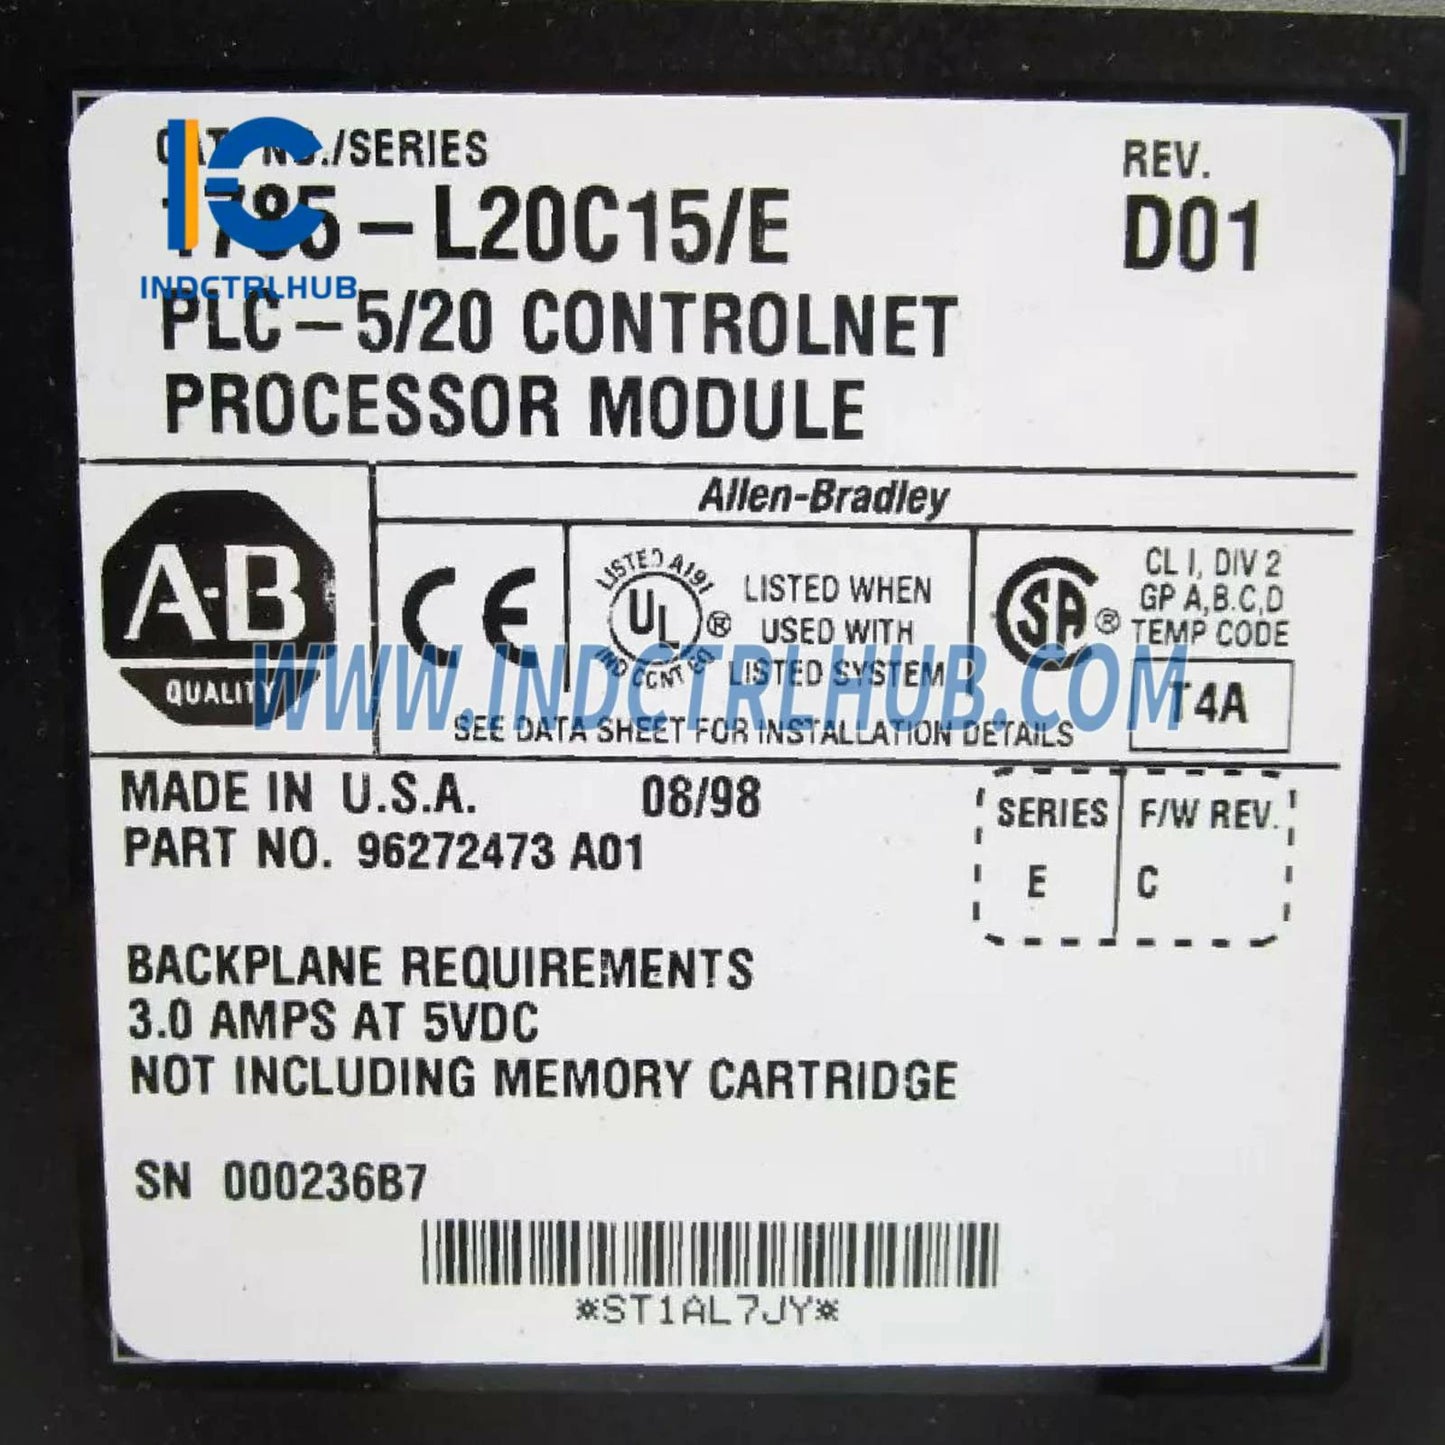 CAT. NO./SERIES
REV.
1785-L20C15/E
D01
INDCTRLHUB
PLC-5/20 CONTROLNET
PROCESSOR MODULE
Allen-Bradley
A-B
QUALITY
CE
LISTED A191
UL
®
IND CONT EQ
LISTED WHEN
USED WITH
LISTED SYSTEM
SA
®
CL I, DIV 2
GP A,B,C,D
TEMP CODE
T4A
WWW.INDCTRLHUB.COM
SEE DATA SHEET FOR INSTALLATION DETAILS
MADE IN U.S.A. 08/98
PART NO. 96272473 A01
SERIES F/W REV.
E C
BACKPLANE REQUIREMENTS
3.0 AMPS AT 5VDC
NOT INCLUDING MEMORY CARTRIDGE
SN 000236B7
*ST1AL7JY*